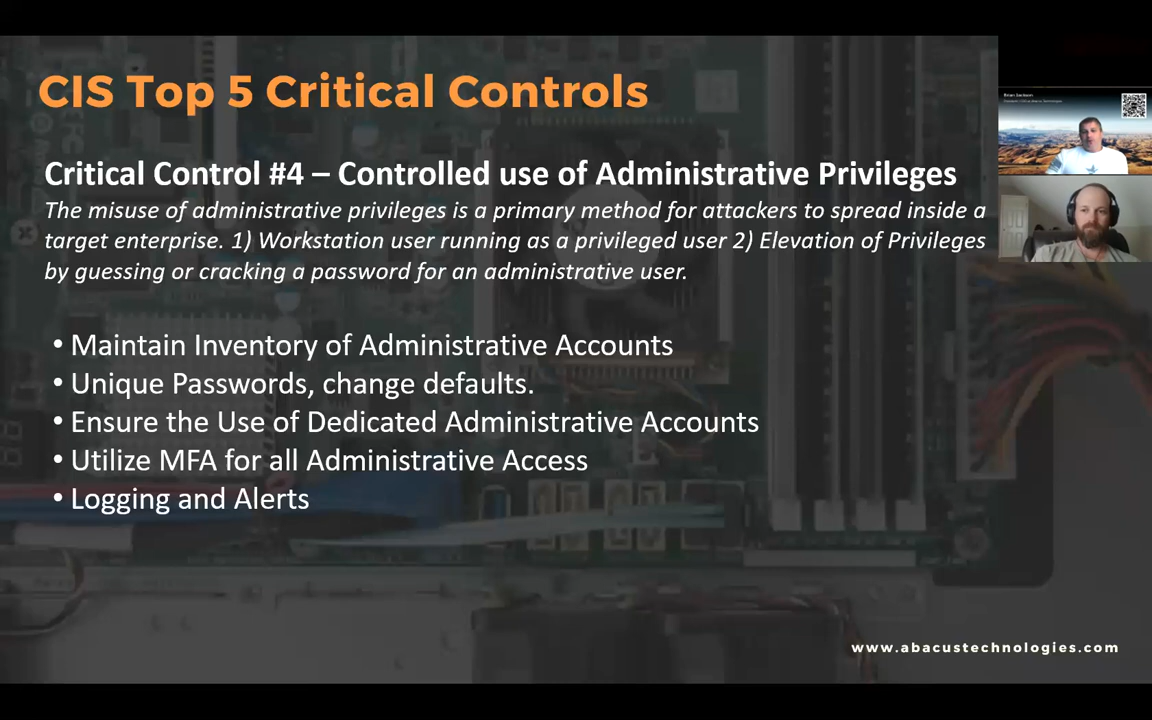 CIS Top 5 Critical Controls
Critical Control #4 – Controlled use of Administrative Privileges
The misuse of administrative privileges is a primary method for attackers to spread inside a
target enterprise. 1) Workstation user running as a privileged user 2) Elevation of Privileges
by guessing or cracking a password for an administrative user.
• Maintain Inventory of Administrative Accounts
• Unique Passwords, change defaults.
• Ensure the Use of Dedicated Administrative Accounts
• Utilize MFA for all Administrative Access
• Logging and Alerts
www.abacustechnologies.com
Brian Jackson